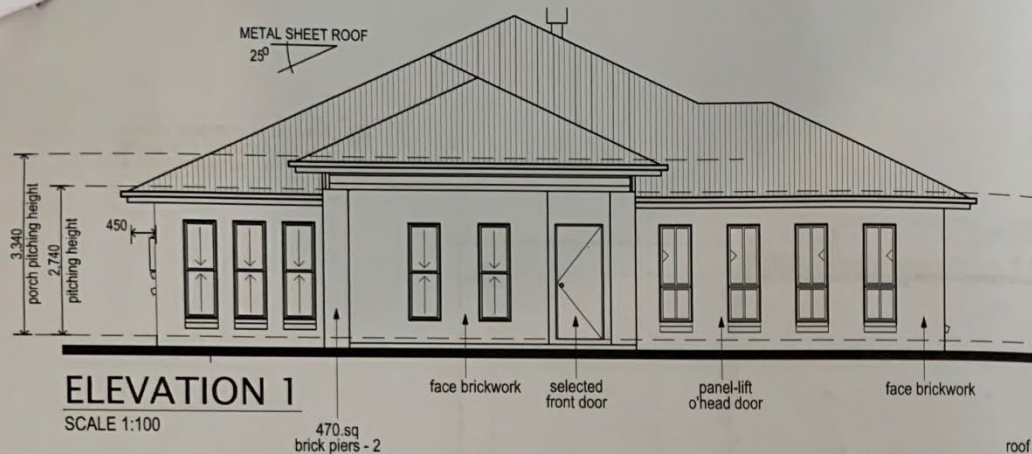 METAL SHEET ROOF
25º
3,340
porch pitching height
2,740
pitching height
450
ELEVATION 1
SCALE 1:100
470.sq
brick piers - 2
face brickwork
selected
front door
panel-lift
o'head door
face brickwork
roof